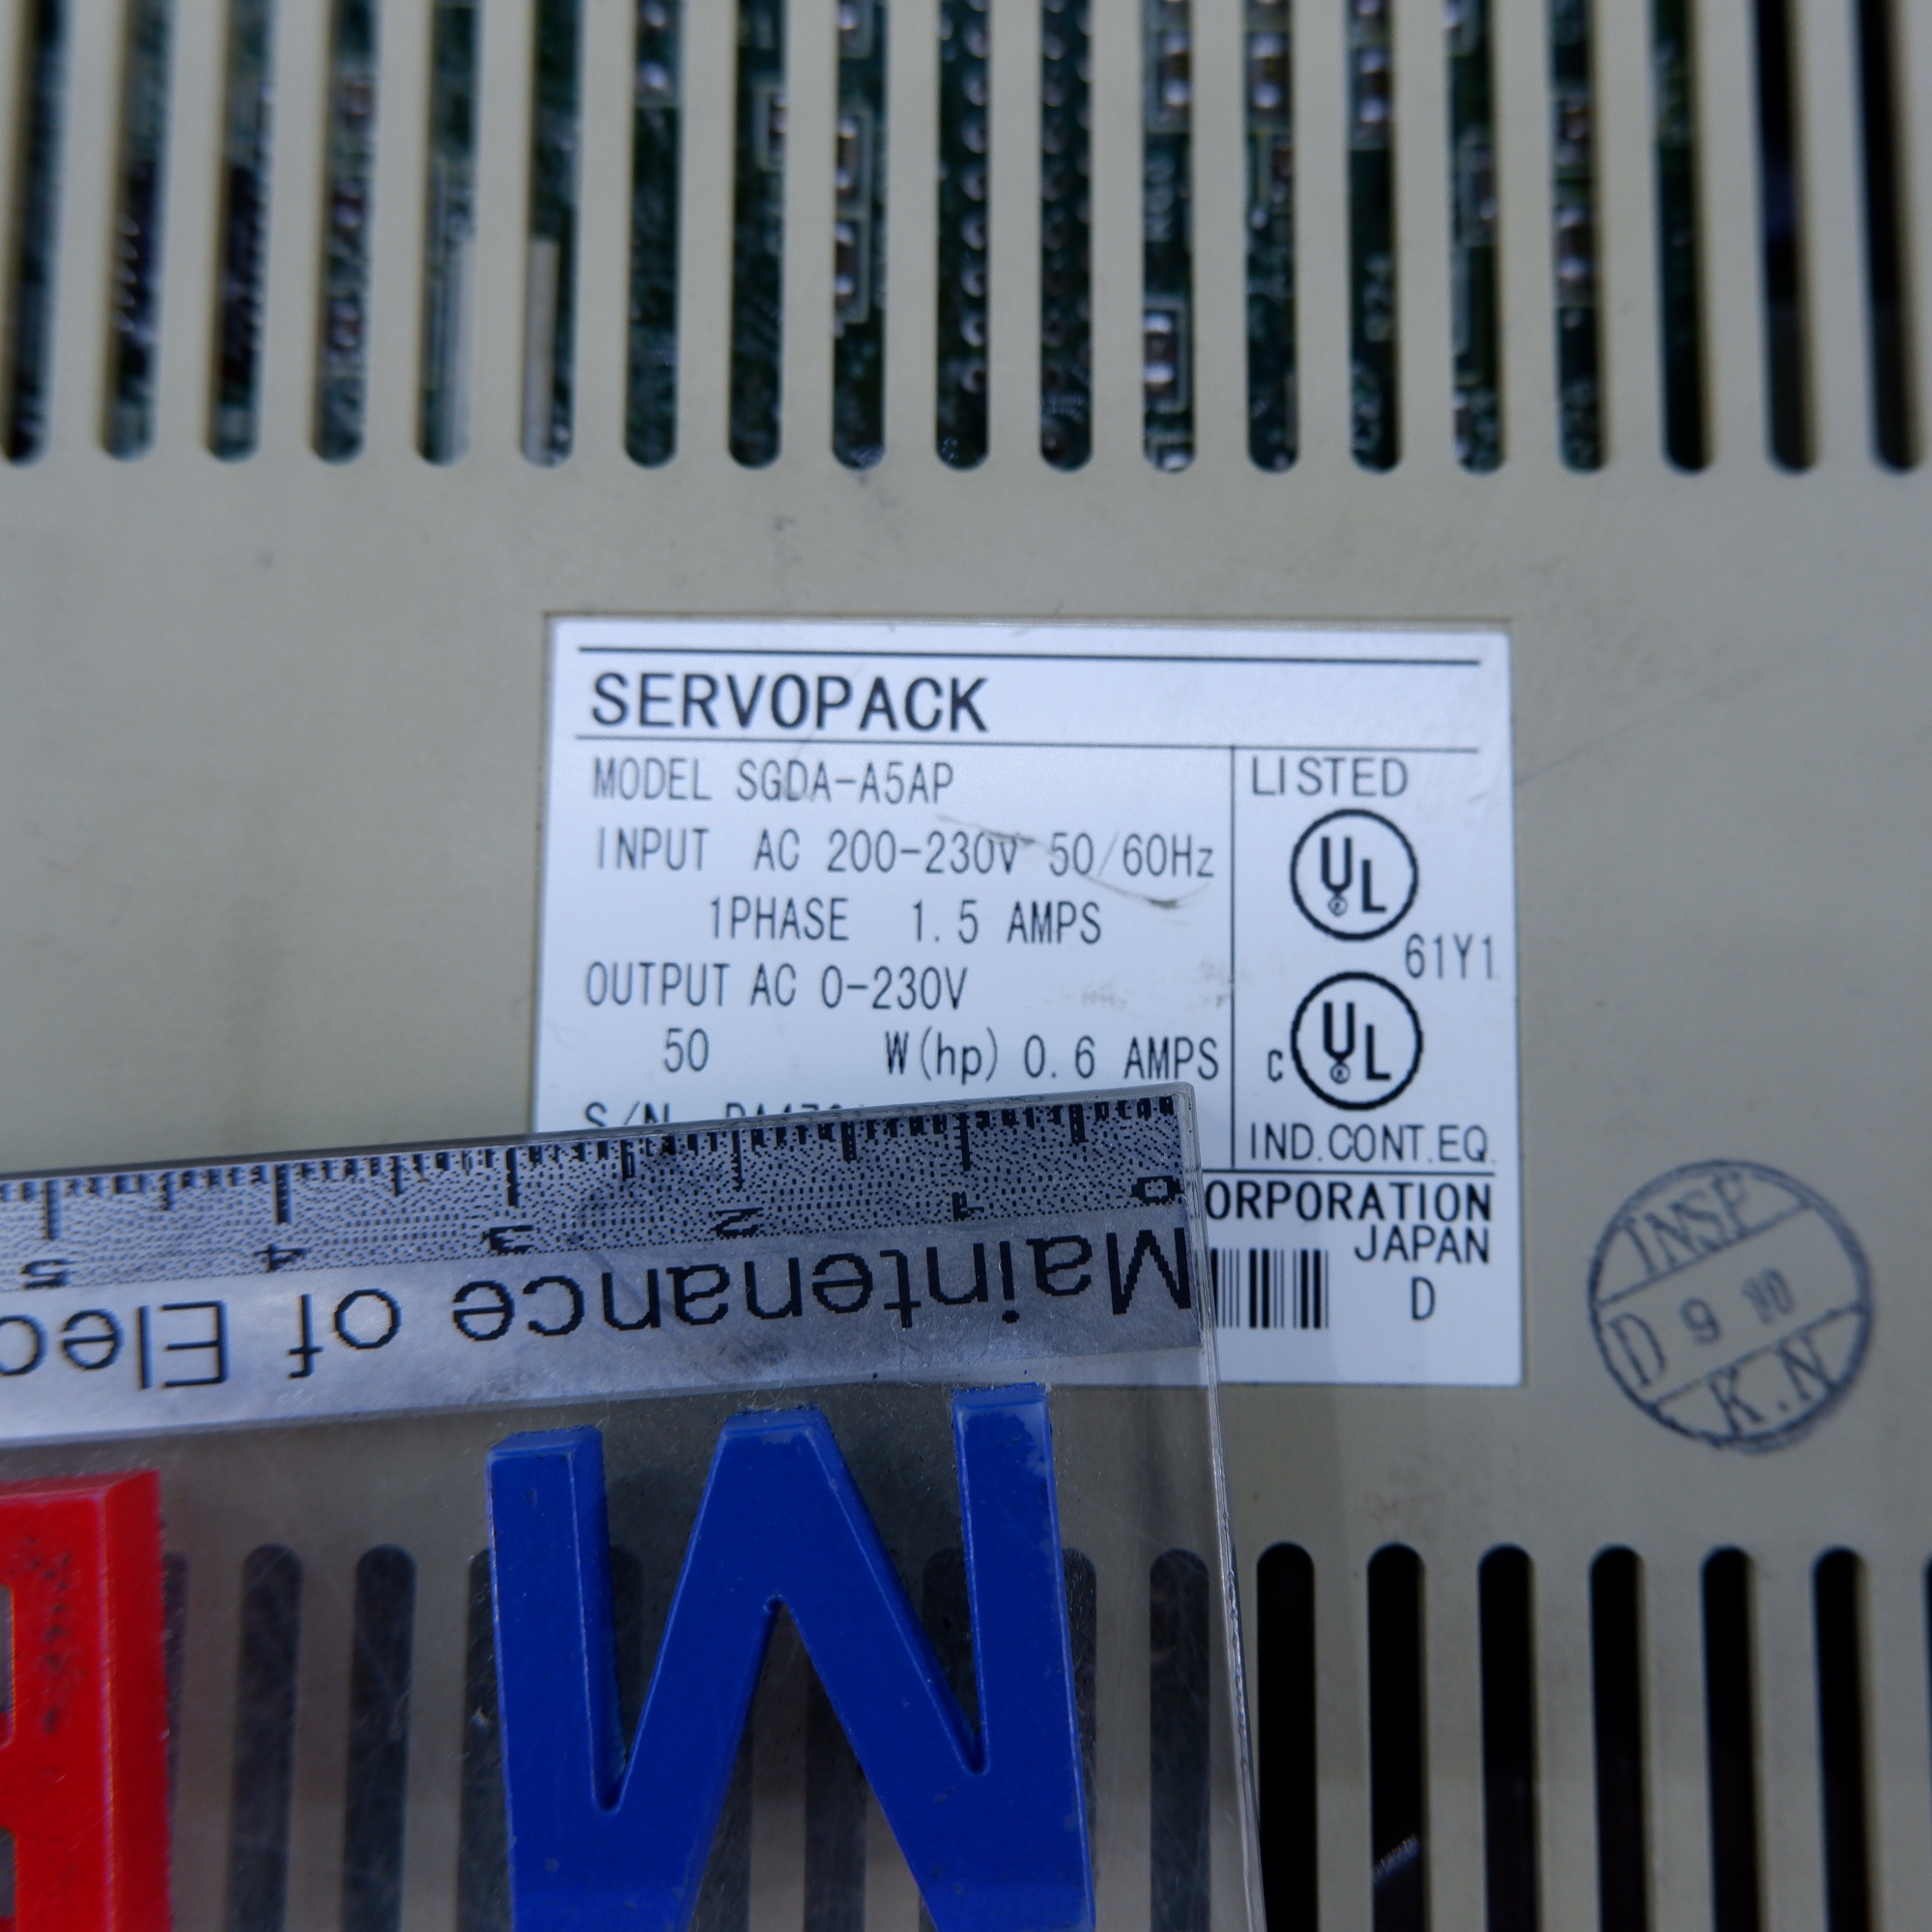 SERVOPACK
MODEL SGDA-A5AP
INPUT AC 200-230V 50/60Hz
1PHASE 1.5 AMPS
OUTPUT AC 0-230V
50 W(hp) 0.6 AMPS
S/N
LISTED
UL
61Y1
c UL
IND.CONT.EQ.
ORPORATION
JAPAN
D
INSP
D 9
K.N
0 1 2 3 4 5
Maintenance of Elec
M